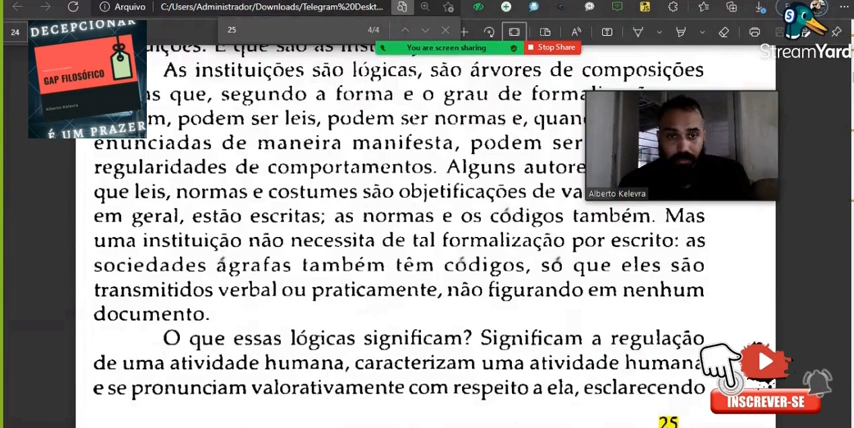 Arquivo
C:/Users/Administrador/Downloads/Telegram%20Deskt...
24
25
4/4
You are screen sharing
Stop Share
StreamYard
DECEPCIONAR
GAP FILOSÓFICO
Alberto Kelevra
É UM PRAZER
Alberto Kelevra
As instituições são lógicas, são árvores de composições
que, segundo a forma e o grau de
podem ser leis, podem ser normas e,
enunciadas de maneira manifesta, podem ser
regularidades de comportamentos. Alguns
que leis, normas e costumes são objetificações de
em geral, estão escritas; as normas e os códigos também. Mas
uma instituição não necessita de tal formalização por escrito: as
sociedades ágrafas também têm códigos, só que eles são
transmitidos verbal ou praticamente, não figurando em nenhum
documento.
O que essas lógicas significam? Significam a regulação
de uma atividade humana, caracterizam uma atividade humana
e se pronunciam valorativamente com respeito a ela, esclarecendo
INSCREVER-SE
25